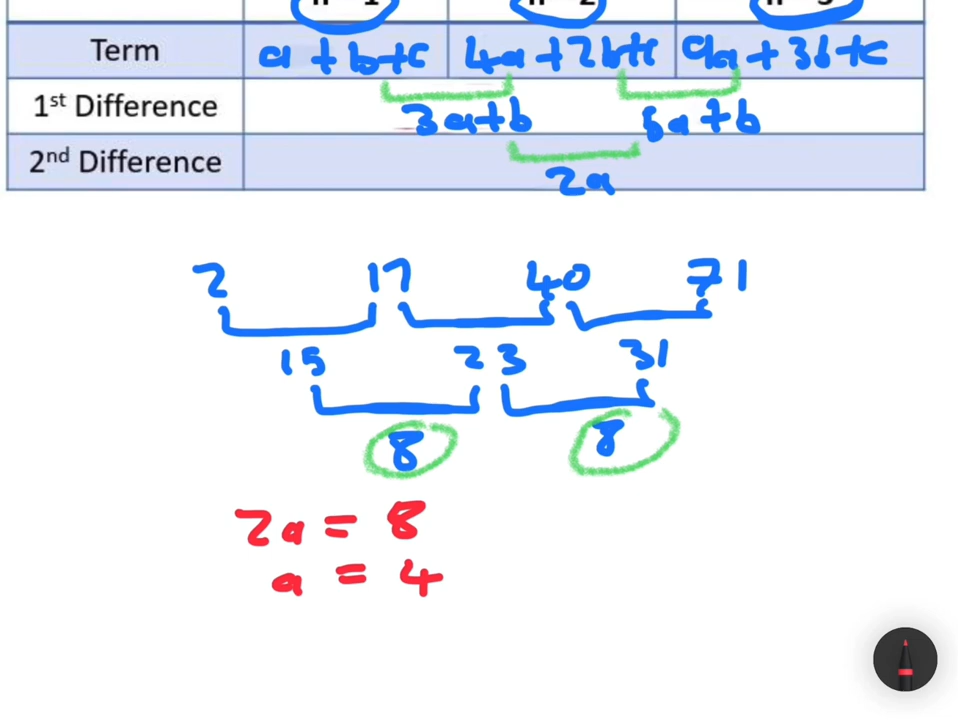 Term a + b + c 4a + 2b + c 9a + 3b + c
1st Difference 3a + b 5a + b
2nd Difference 2a
2 17 40 71
15 23 31
8 8
2a = 8
a = 4